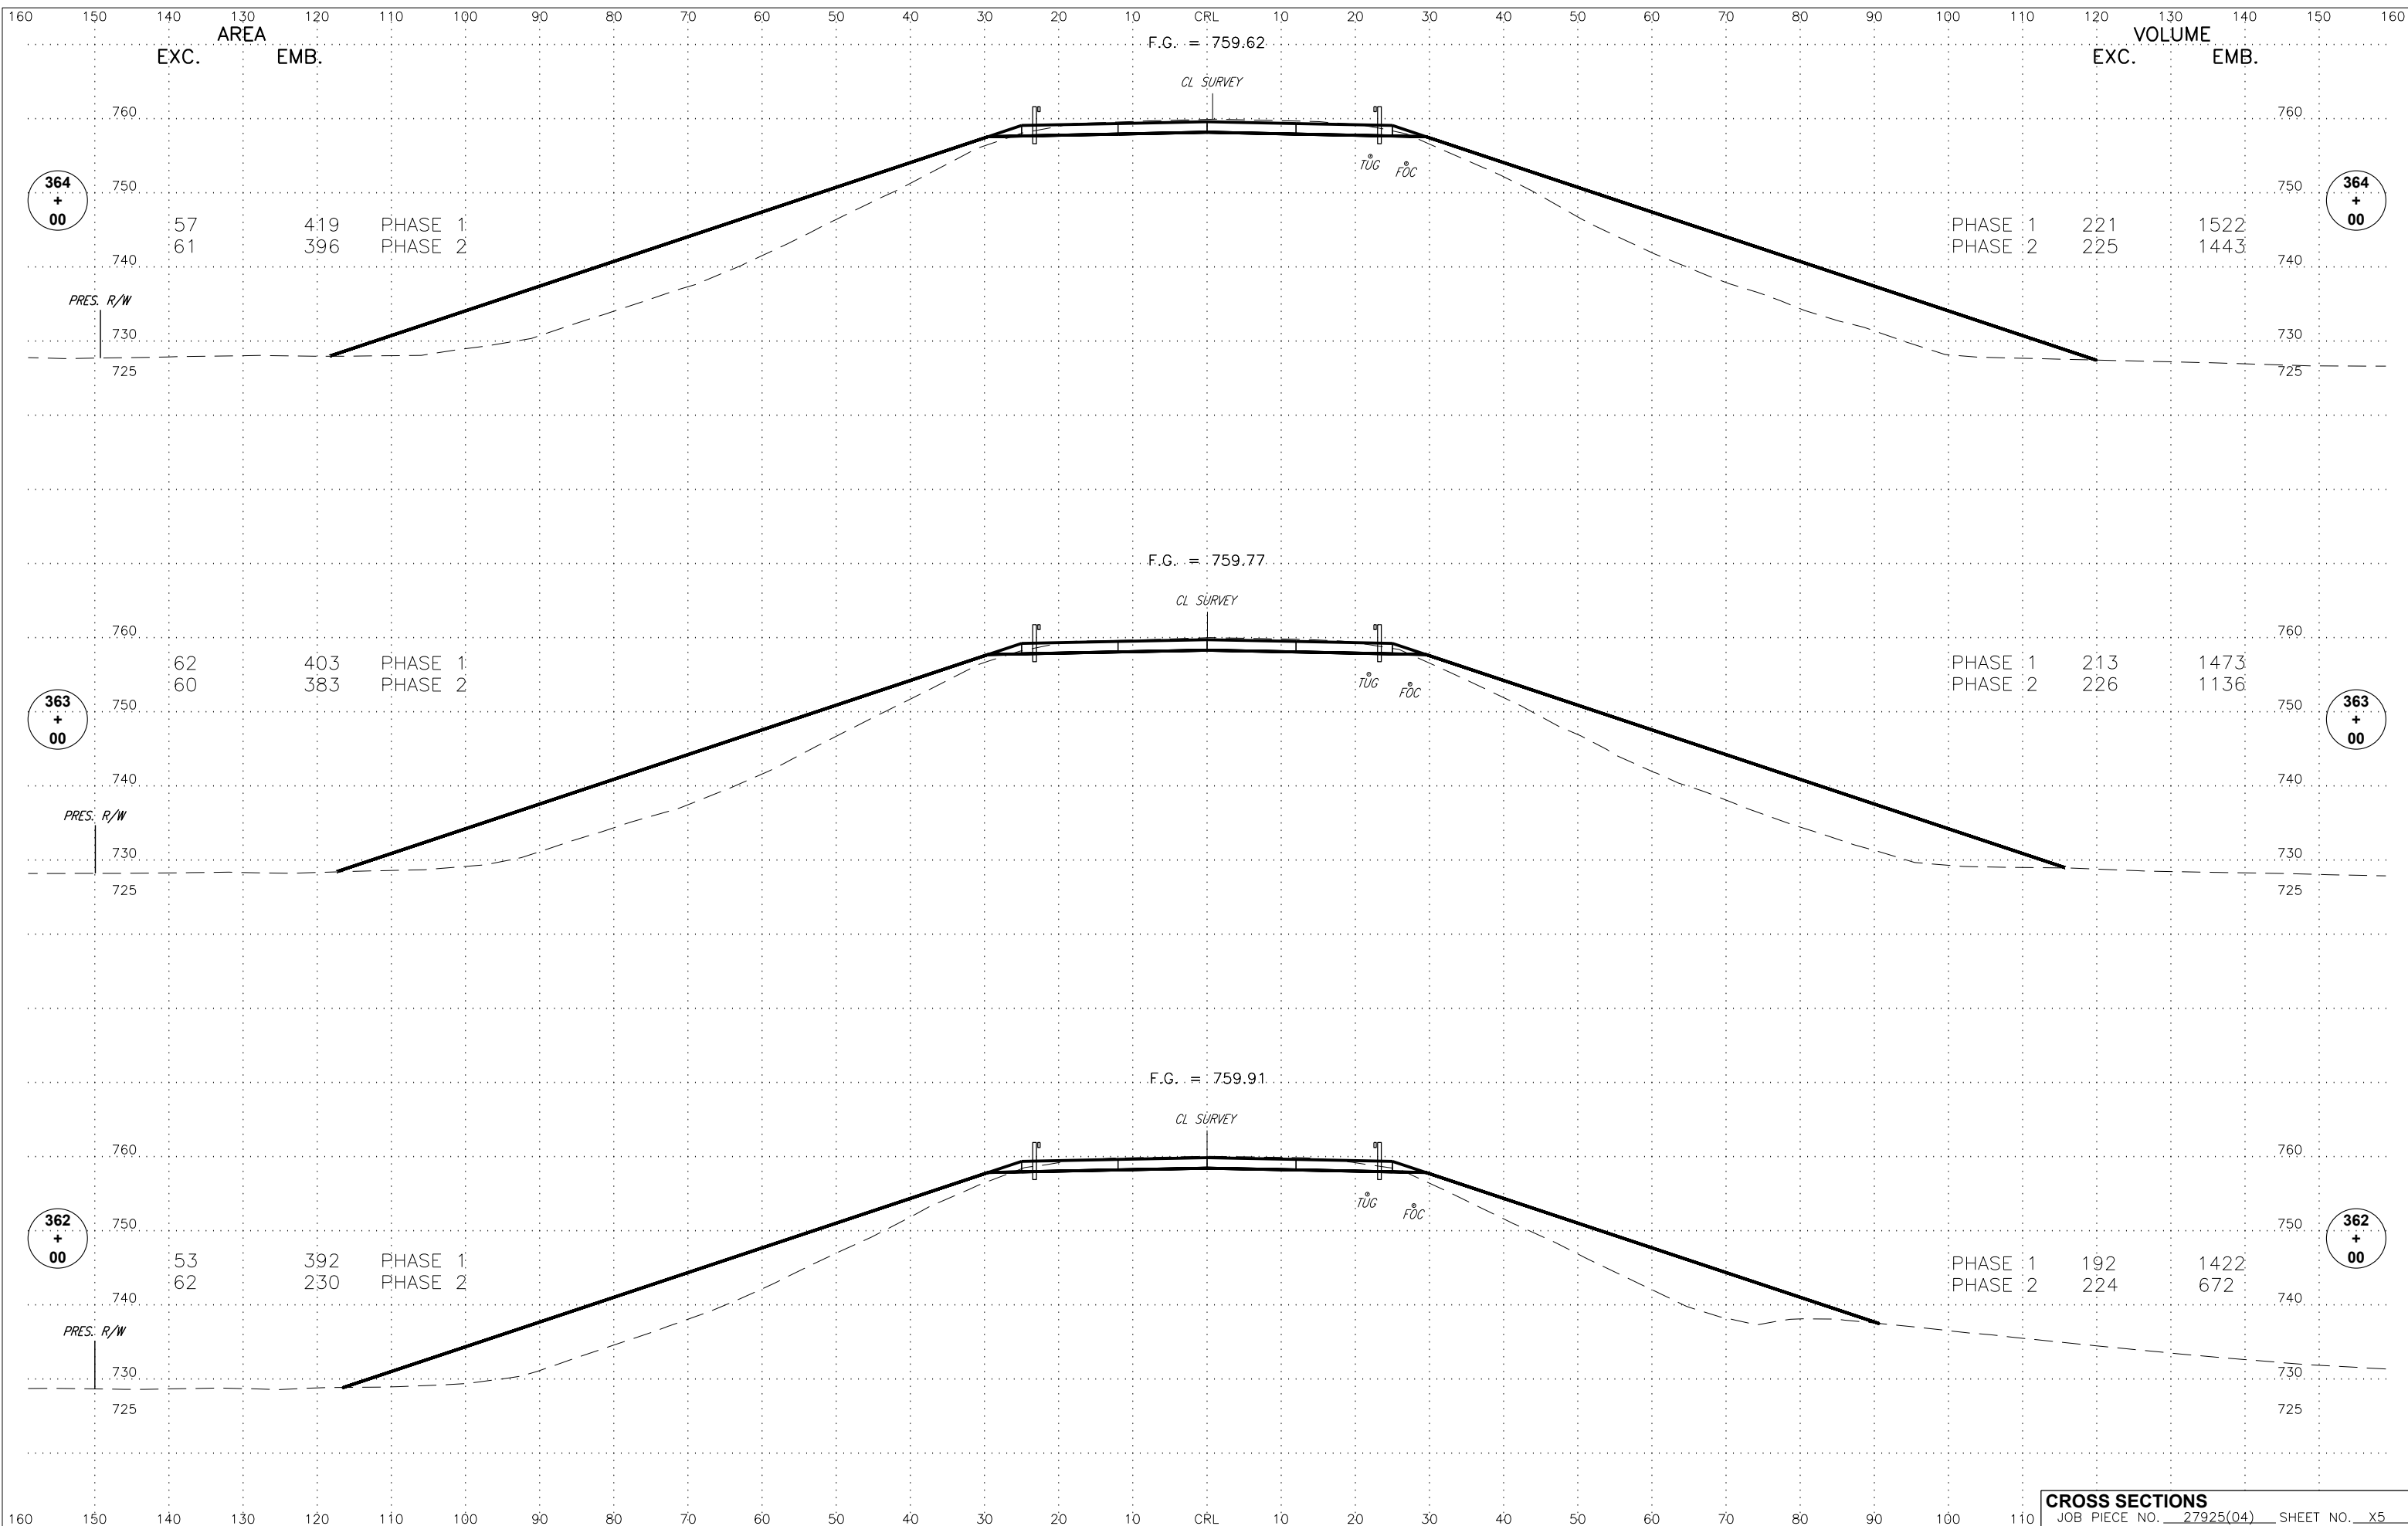 160 150 140 130 120 110 100 90 80 70 60 50 40 30 20 10 CRL 10 20 30 40 50 60 70 80 90 100 110 120 130 140 150 160
AREA
EXC. EMB.
F.G. = 759.62
VOLUME
EXC. EMB.
CL SURVEY
760 760
TUG FOC
364 + 00
750 750
364 + 00
57 419 PHASE 1
61 396 PHASE 2
PHASE 1 221 1522
PHASE 2 225 1443
740 740
PRES. R/W
730 730
725 725
F.G. = 759.77
CL SURVEY
760 760
62 403 PHASE 1
60 383 PHASE 2
TUG FOC
PHASE 1 213 1473
PHASE 2 226 1136
363 + 00
750 750
363 + 00
740 740
PRES. R/W
730 730
725 725
F.G. = 759.91
CL SURVEY
760 760
TUG FOC
362 + 00
750 750
362 + 00
53 392 PHASE 1
62 230 PHASE 2
PHASE 1 192 1422
PHASE 2 224 672
740 740
PRES. R/W
730 730
725 725
CROSS SECTIONS
JOB PIECE NO. 27925(04) SHEET NO. X5
160 150 140 130 120 110 100 90 80 70 60 50 40 30 20 10 CRL 10 20 30 40 50 60 70 80 90 100 110